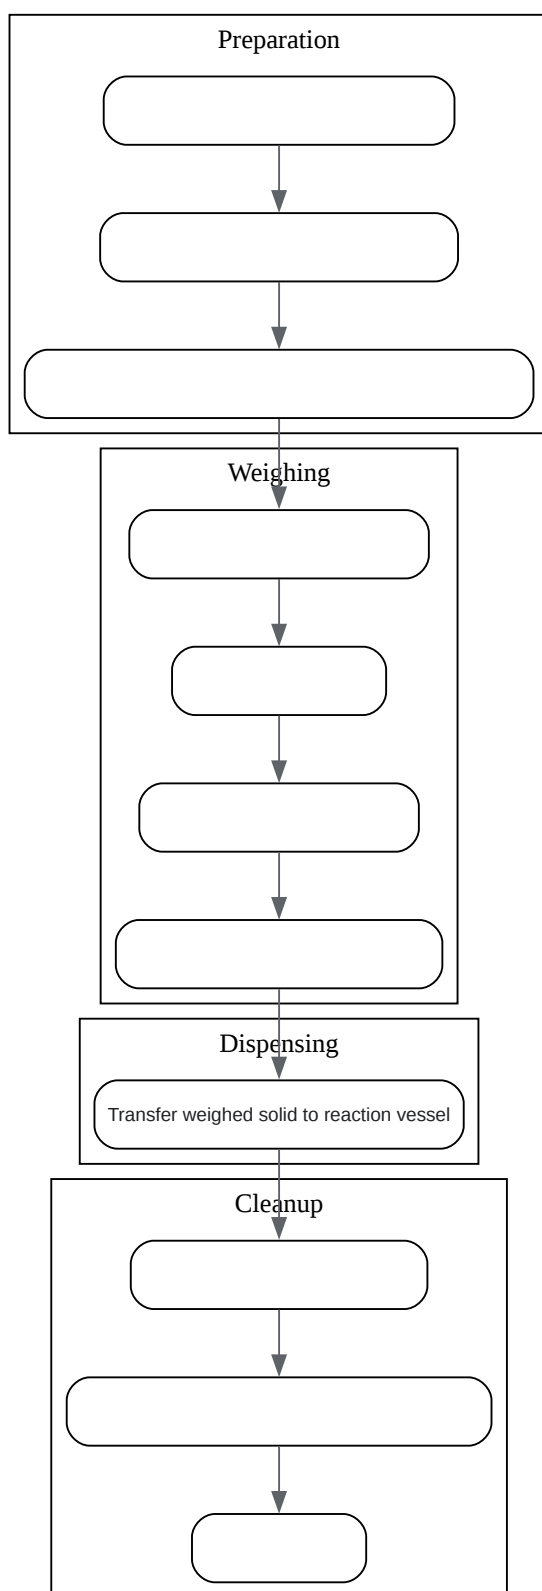 Preparation
Weighing
Dispensing
Transfer weighed solid to reaction vessel
Cleanup